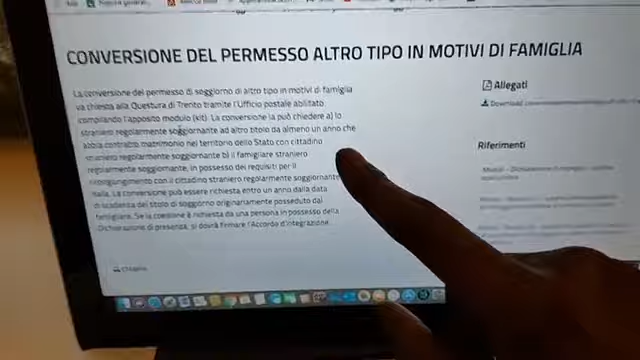 CONVERSIONE DEL PERMESSO ALTRO TIPO IN MOTIVI DI FAMIGLIA
La conversione del permesso di soggiorno di altro tipo in motivi di famiglia
va chiesta alla Questura di Trento tramite l'Ufficio postale abilitato
compilando l'apposito modulo (kit). La conversione la può chiedere a) lo
straniero regolarmente soggiornante ad altro titolo da almeno un anno che
abbia contratto matrimonio nel territorio dello Stato con cittadino
straniero regolarmente soggiornante b) il famigliare straniero
regolarmente soggiornante, in possesso dei requisiti per il
ricongiungimento con il cittadino straniero regolarmente soggiornante
Italia. La conversione può essere richiesta entro un anno dalla data
di scadenza del titolo di soggiorno originariamente posseduto dal
famigliare. Se la coesione è richiesta da una persona in possesso della
Dichiarazione di presenza, si dovrà firmare l'Accordo d'integrazione.
Allegati
Download
Riferimenti